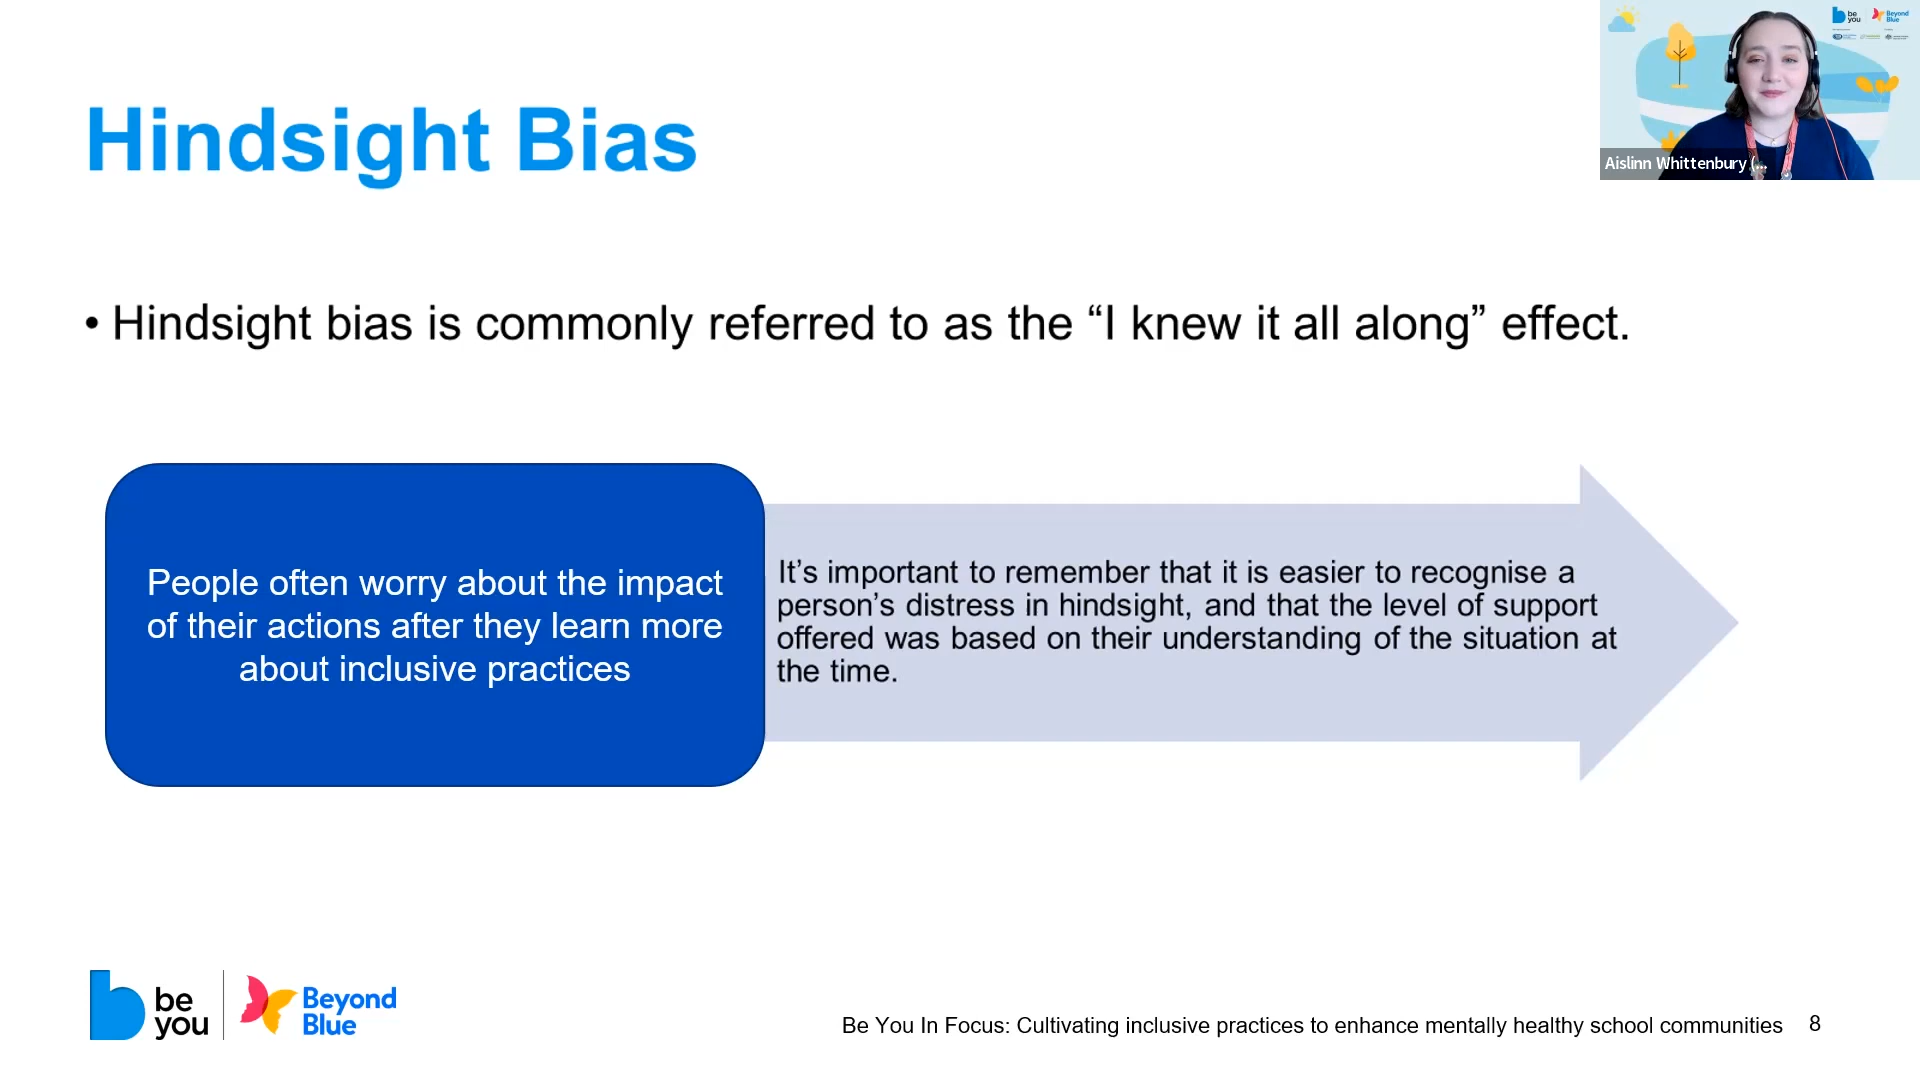 be
you
Beyond
Blue
Aislinn Whittenbury (...
Hindsight Bias
• Hindsight bias is commonly referred to as the “I knew it all along” effect.
People often worry about the impact
of their actions after they learn more
about inclusive practices
It’s important to remember that it is easier to recognise a
person’s distress in hindsight, and that the level of support
offered was based on their understanding of the situation at
the time.
be
you
Beyond
Blue
Be You In Focus: Cultivating inclusive practices to enhance mentally healthy school communities 8